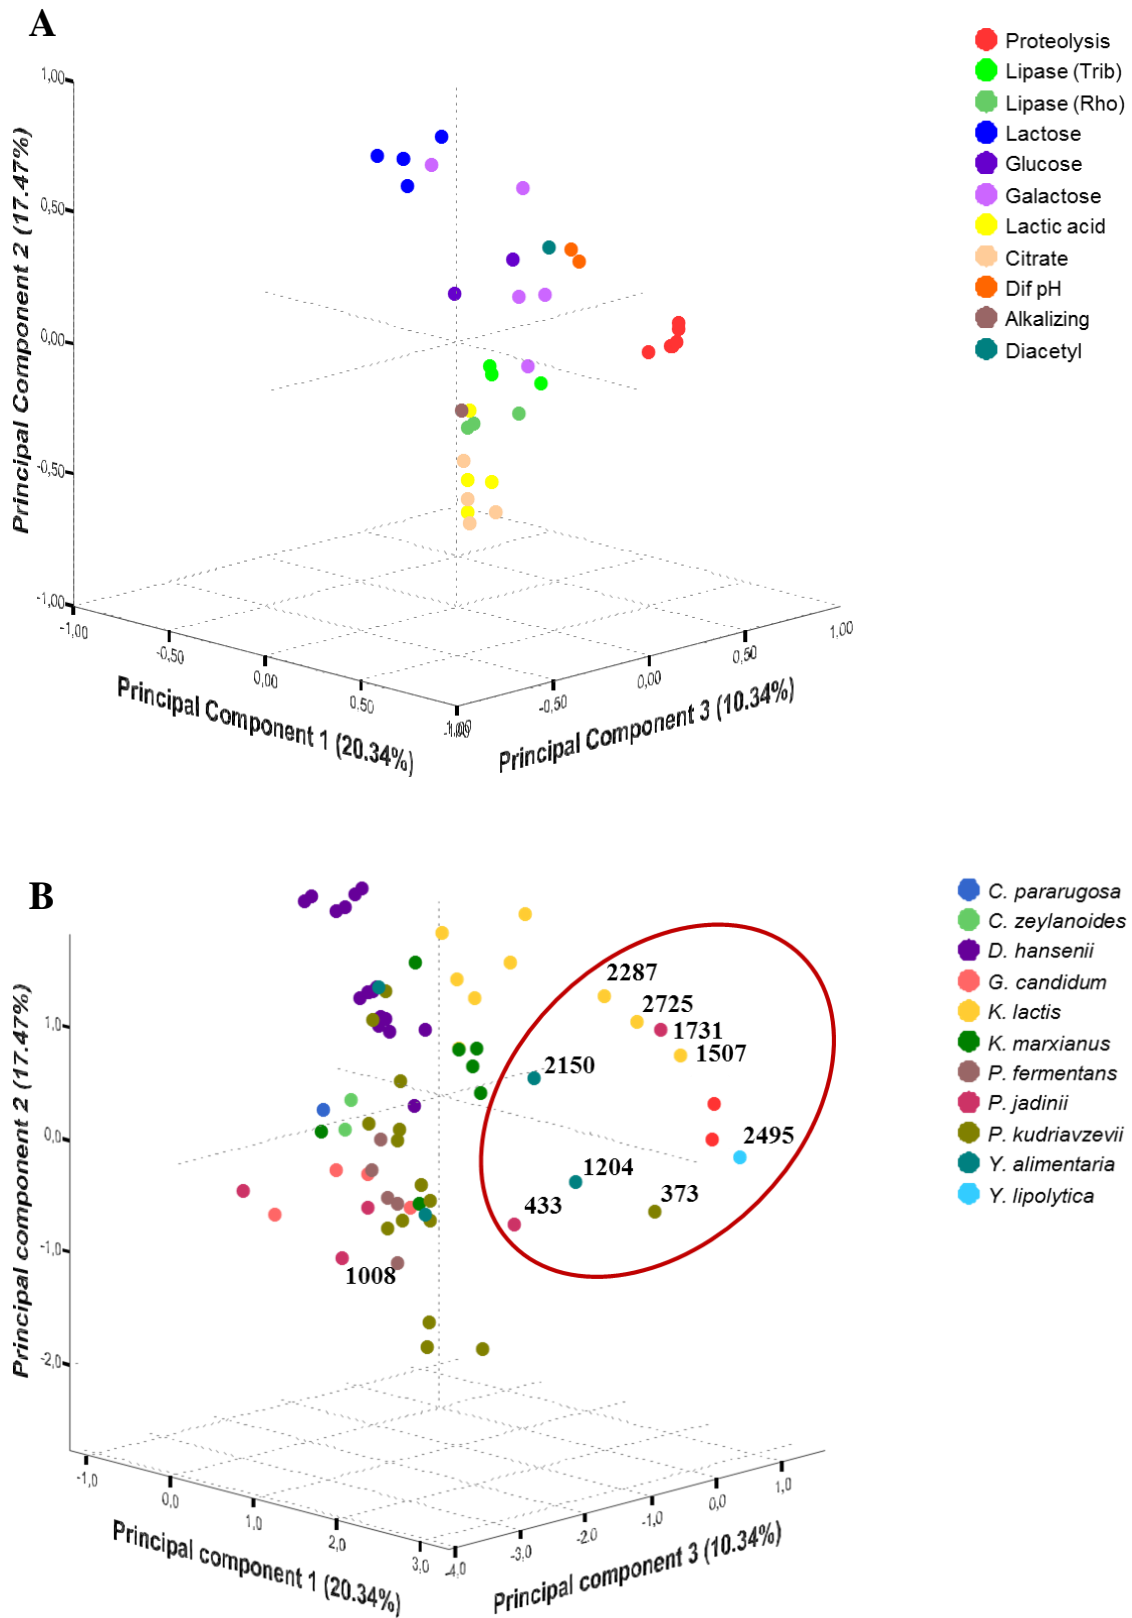 A
Proteolysis
Lipase (Trib)
Lipase (Rho)
Lactose
Glucose
Galactose
Lactic acid
Citrate
Dif pH
Alkalizing
Diacetyl
Principal Component 2 (17.47%)
1,00
0,50
0,00
-0,50
-1,00
-1,00
-0,50
0,00
0,50
-0,50
0,00
0,50
1,00
Principal Component 1 (20.34%)
Principal Component 3 (10.34%)
B
C. pararugosa
C. zeylanoides
D. hansenii
G. candidum
K. lactis
K. marxianus
P. fermentans
P. jadinii
P. kudriavzevii
Y. alimentaria
Y. lipolytica
2287
2725
1731
1507
2150
2495
1204
373
433
1008
Principal component 2 (17.47%)
1,0
0,0
-1,0
-2,0
-1,0
0,0
1,0
2,0
3,0
-4,0
-3,0
-2,0
-1,0
0,0
1,0
Principal component 1 (20.34%)
Principal component 3 (10.34%)